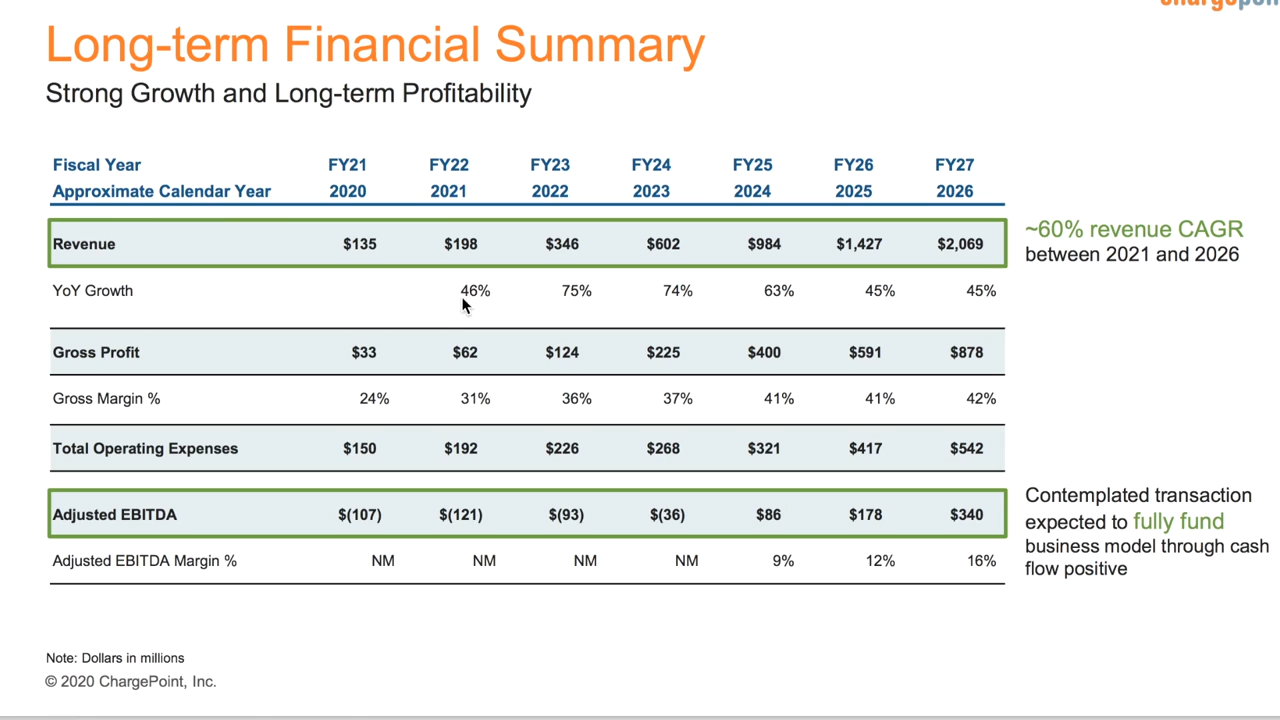 Long-term Financial Summary
Strong Growth and Long-term Profitability
Fiscal Year FY21 FY22 FY23 FY24 FY25 FY26 FY27
Approximate Calendar Year 2020 2021 2022 2023 2024 2025 2026
Revenue $135 $198 $346 $602 $984 $1,427 $2,069
~60% revenue CAGR
between 2021 and 2026
YoY Growth 46% 75% 74% 63% 45% 45%
Gross Profit $33 $62 $124 $225 $400 $591 $878
Gross Margin % 24% 31% 36% 37% 41% 41% 42%
Total Operating Expenses $150 $192 $226 $268 $321 $417 $542
Adjusted EBITDA $(107) $(121) $(93) $(36) $86 $178 $340
Adjusted EBITDA Margin % NM NM NM NM 9% 12% 16%
Contemplated transaction
expected to fully fund
business model through cash
flow positive
Note: Dollars in millions
© 2020 ChargePoint, Inc.